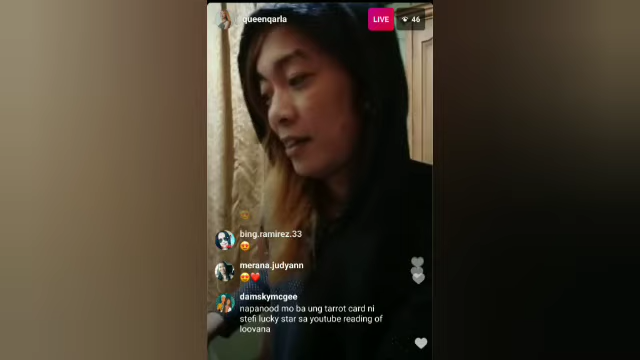 queenqarla
LIVE
46
bing.ramirez.33
😍
merana.judyann
😍❤️
damskymcgee
napanood mo ba ung tarrot card ni
stefi lucky star sa youtube reading of
loovana